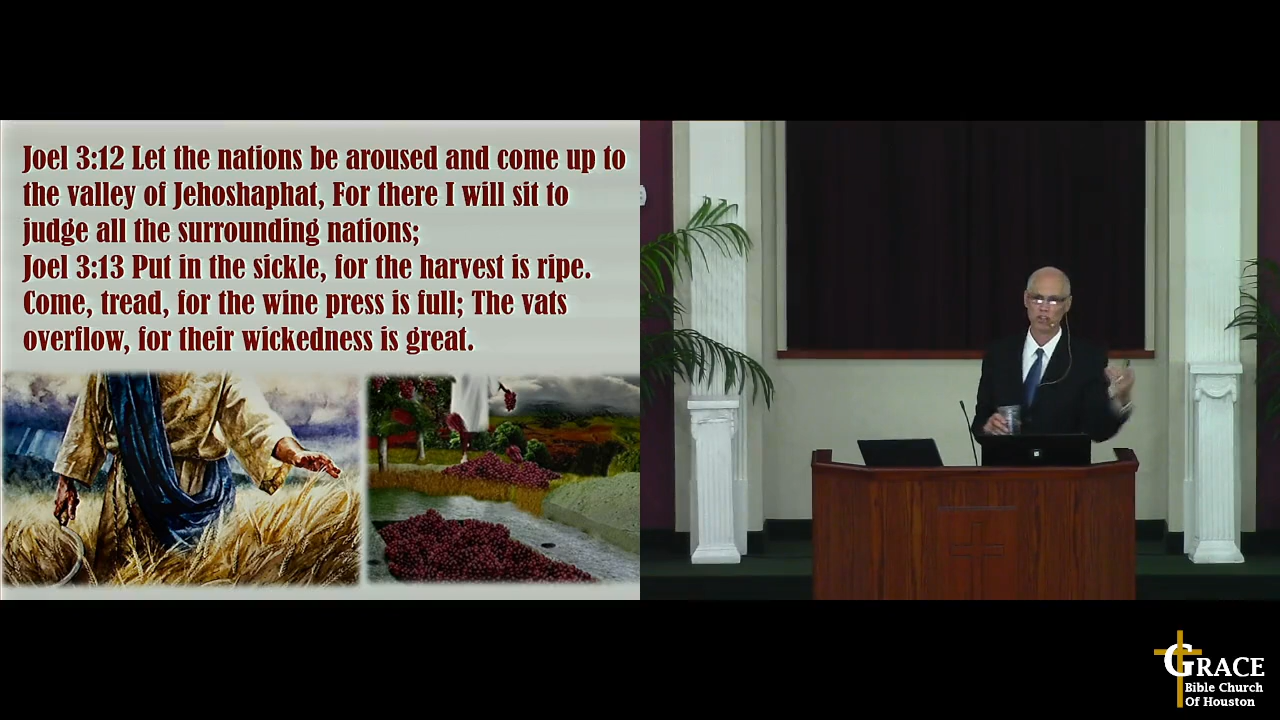 Joel 3:12 Let the nations be aroused and come up to
the valley of Jehoshaphat, For there I will sit to
judge all the surrounding nations;
Joel 3:13 Put in the sickle, for the harvest is ripe.
Come, tread, for the wine press is full; The vats
overflow, for their wickedness is great.
GRACE
Bible Church
Of Houston